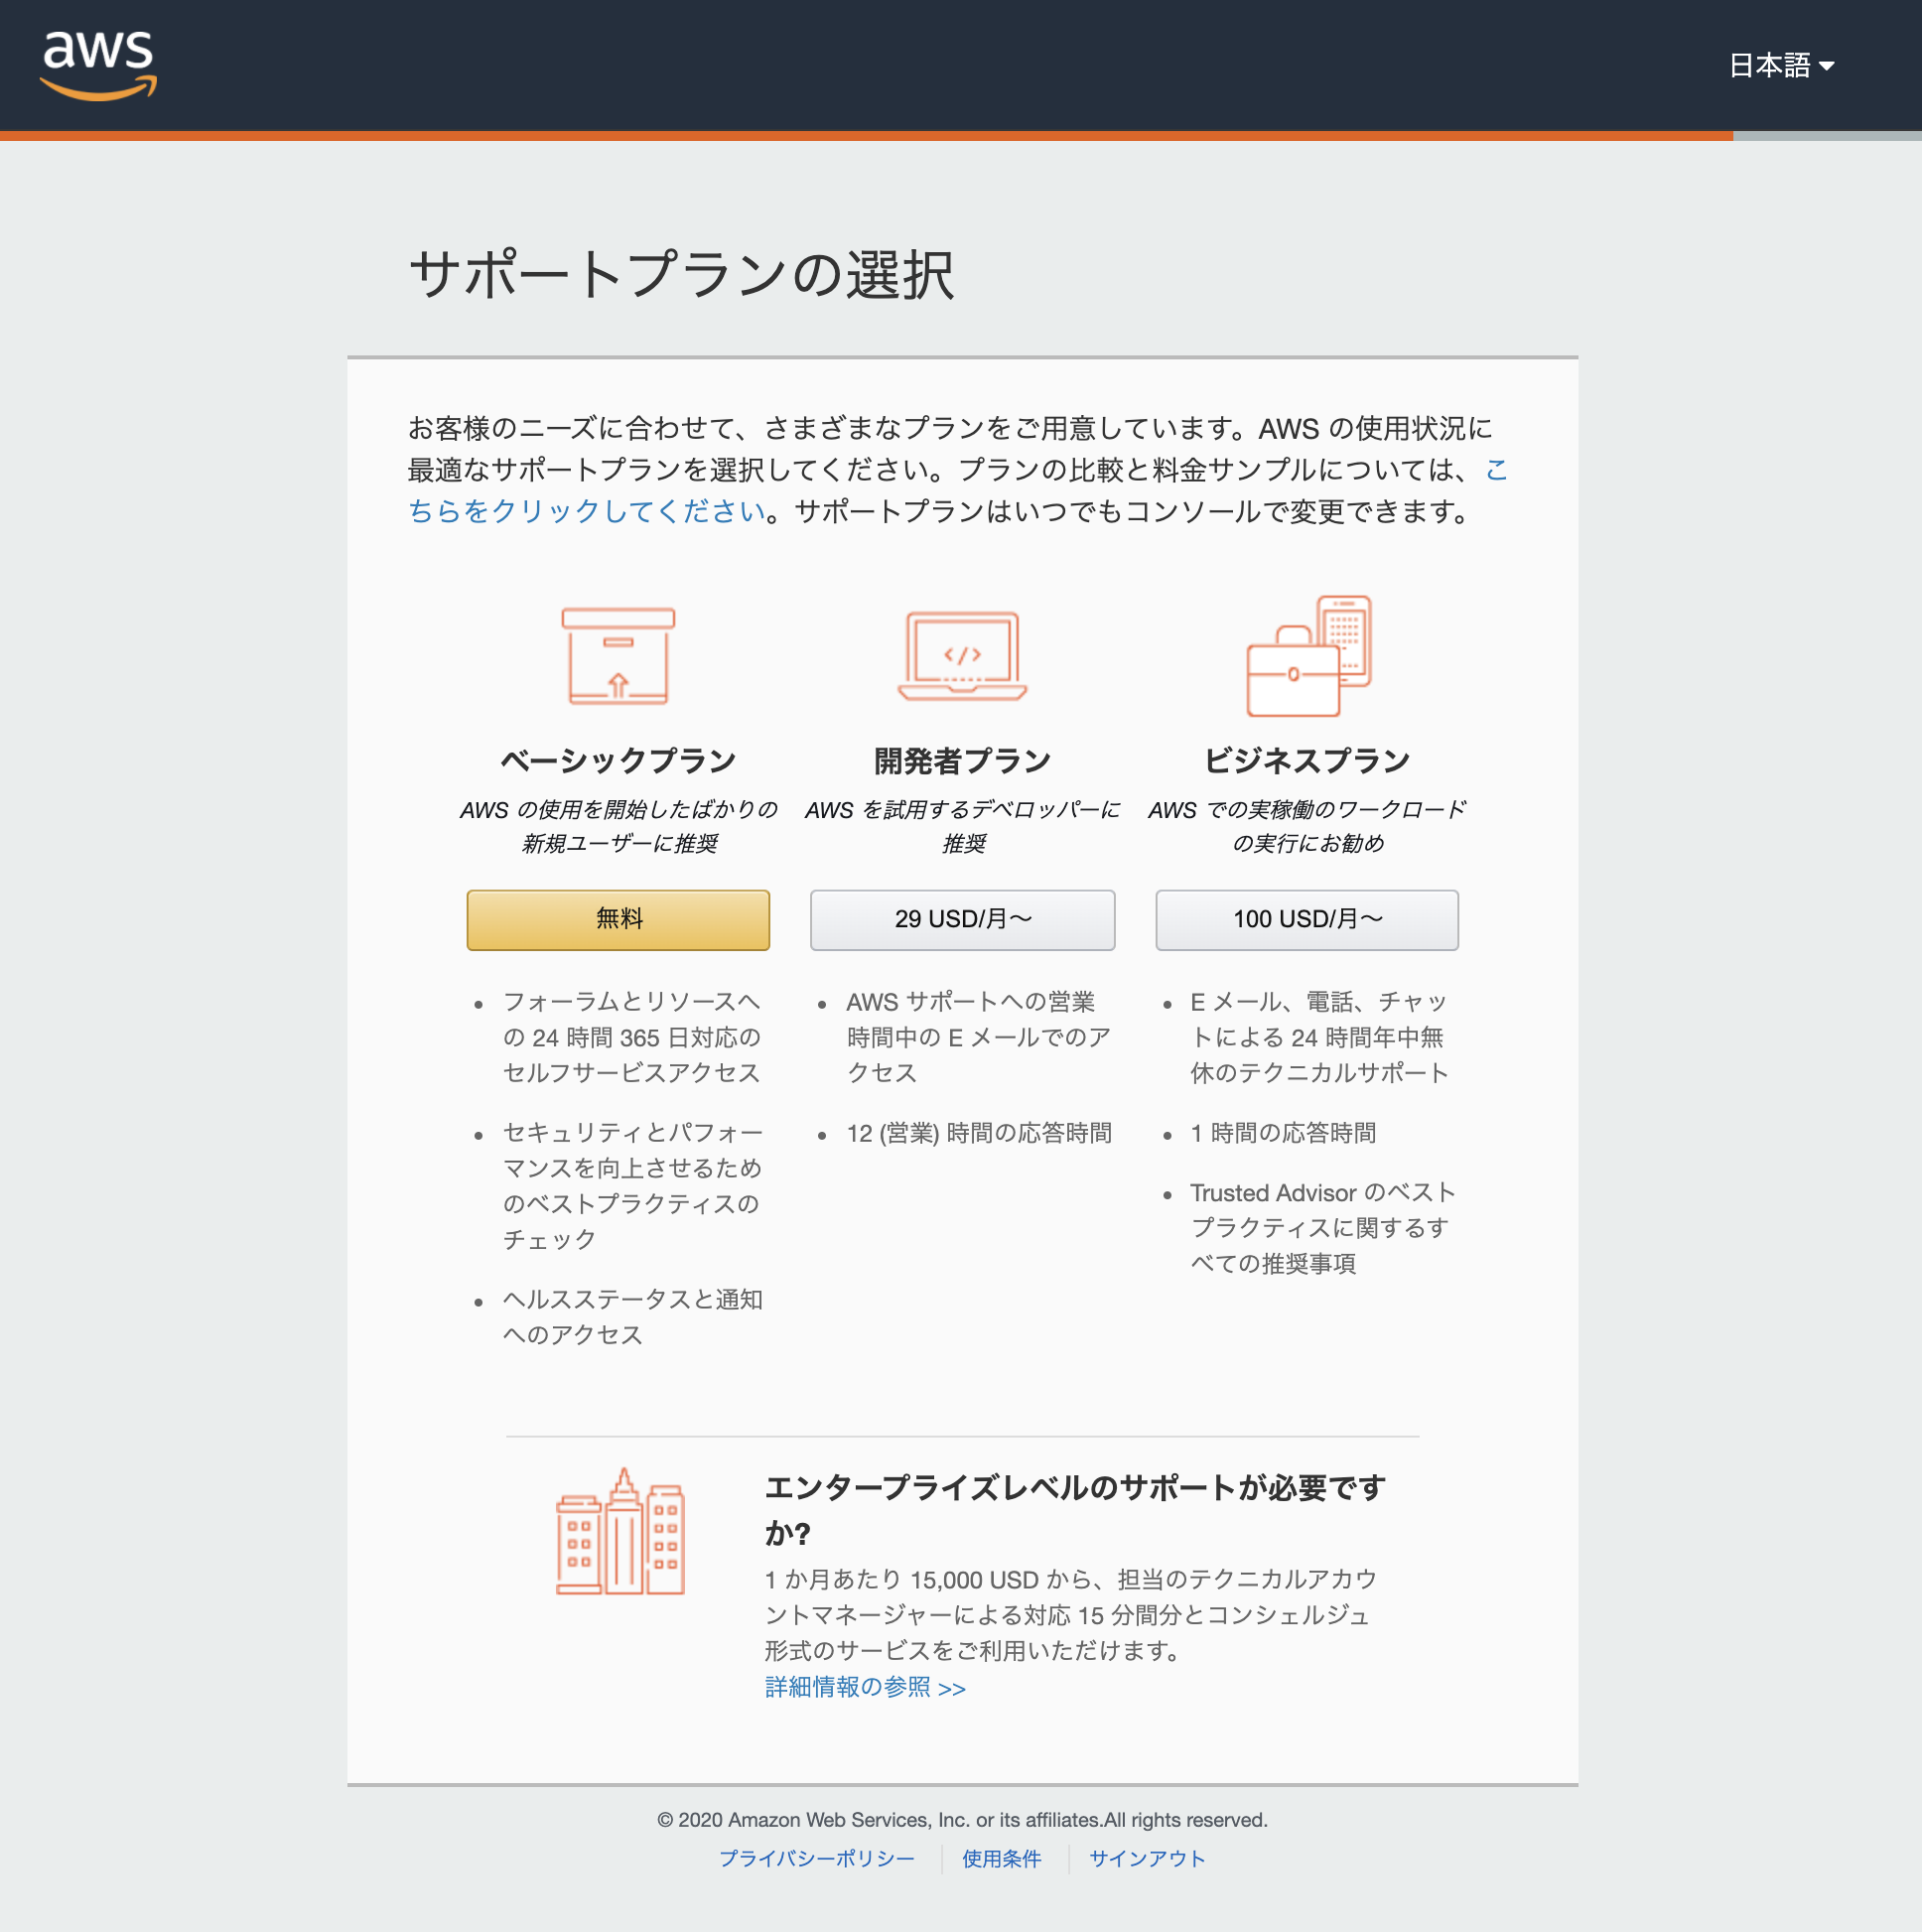 aws
日本語
サポートプランの選択
お客様のニーズに合わせて、さまざまなプランをご用意しています。AWS の使用状況に
最適なサポートプランを選択してください。プランの比較と料金サンプルについては、こ
ちらをクリックしてください。サポートプランはいつでもコンソールで変更できます。
ベーシックプラン
AWS の使用を開始したばかりの
新規ユーザーに推奨
無料
• フォーラムとリソースへ
の 24 時間 365 日対応の
セルフサービスアクセス
• セキュリティとパフォー
マンスを向上させるため
のベストプラクティスの
チェック
• ヘルスステータスと通知
へのアクセス
</>
開発者プラン
AWS を試用するデベロッパーに
推奨
29 USD/月〜
• AWS サポートへの営業
時間中の E メールでのア
クセス
• 12 (営業) 時間の応答時間
ビジネスプラン
AWS での実稼働のワークロード
の実行にお勧め
100 USD/月〜
• E メール、電話、チャッ
トによる 24 時間年中無
休のテクニカルサポート
• 1 時間の応答時間
• Trusted Advisor のベスト
プラクティスに関するす
べての推奨事項
エンタープライズレベルのサポートが必要です
か?
1 か月あたり 15,000 USD から、担当のテクニカルアカウ
ントマネージャーによる対応 15 分間分とコンシェルジュ
形式のサービスをご利用いただけます。
詳細情報の参照 >>
© 2020 Amazon Web Services, Inc. or its affiliates.All rights reserved.
プライバシーポリシー
使用条件
サインアウト